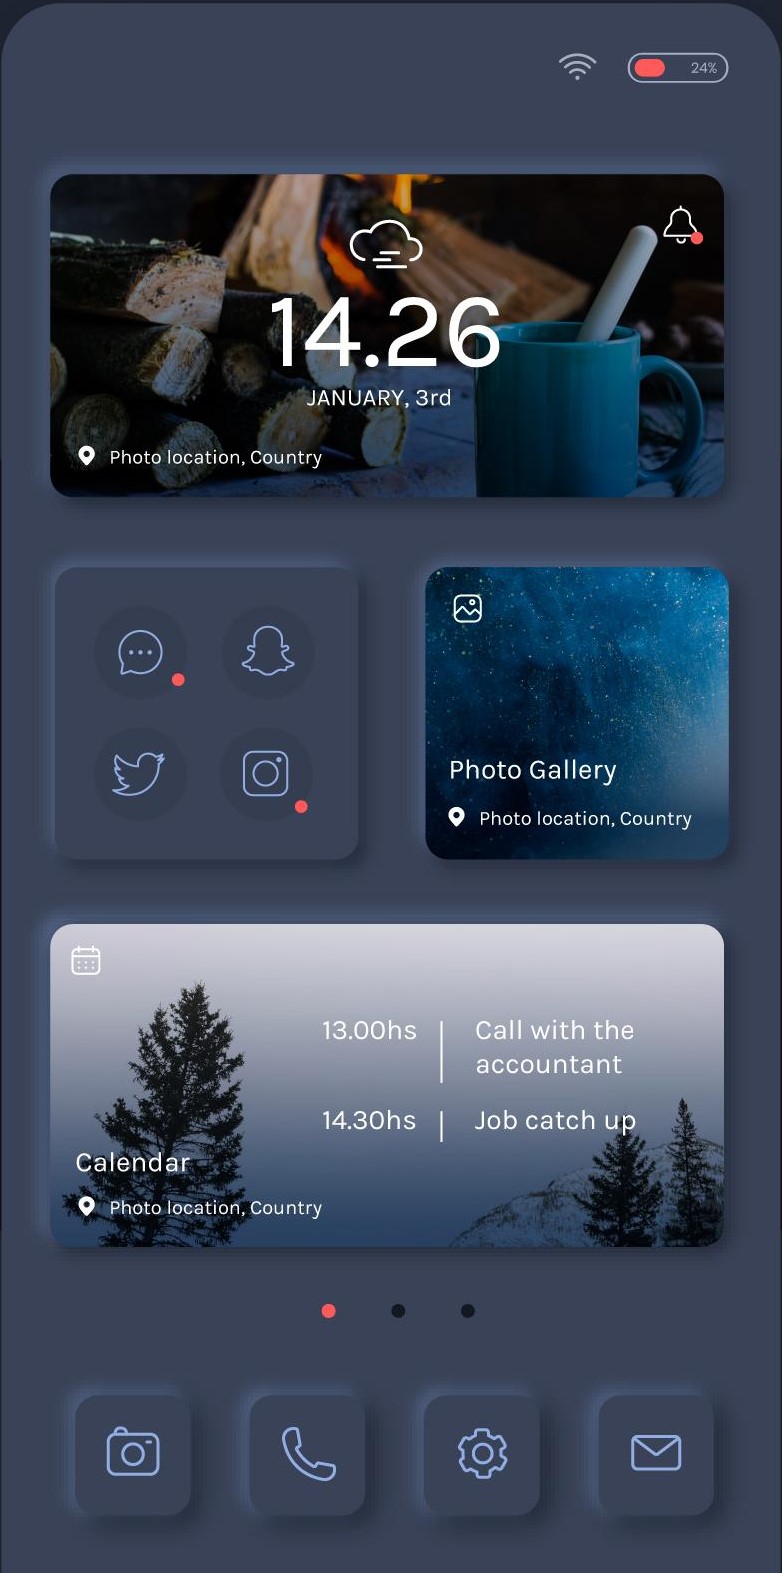 24%
14.26
JANUARY, 3rd
Photo location, Country
Photo Gallery
Photo location, Country
13.00hs
Call with the
accountant
14.30hs
Job catch up
Calendar
Photo location, Country